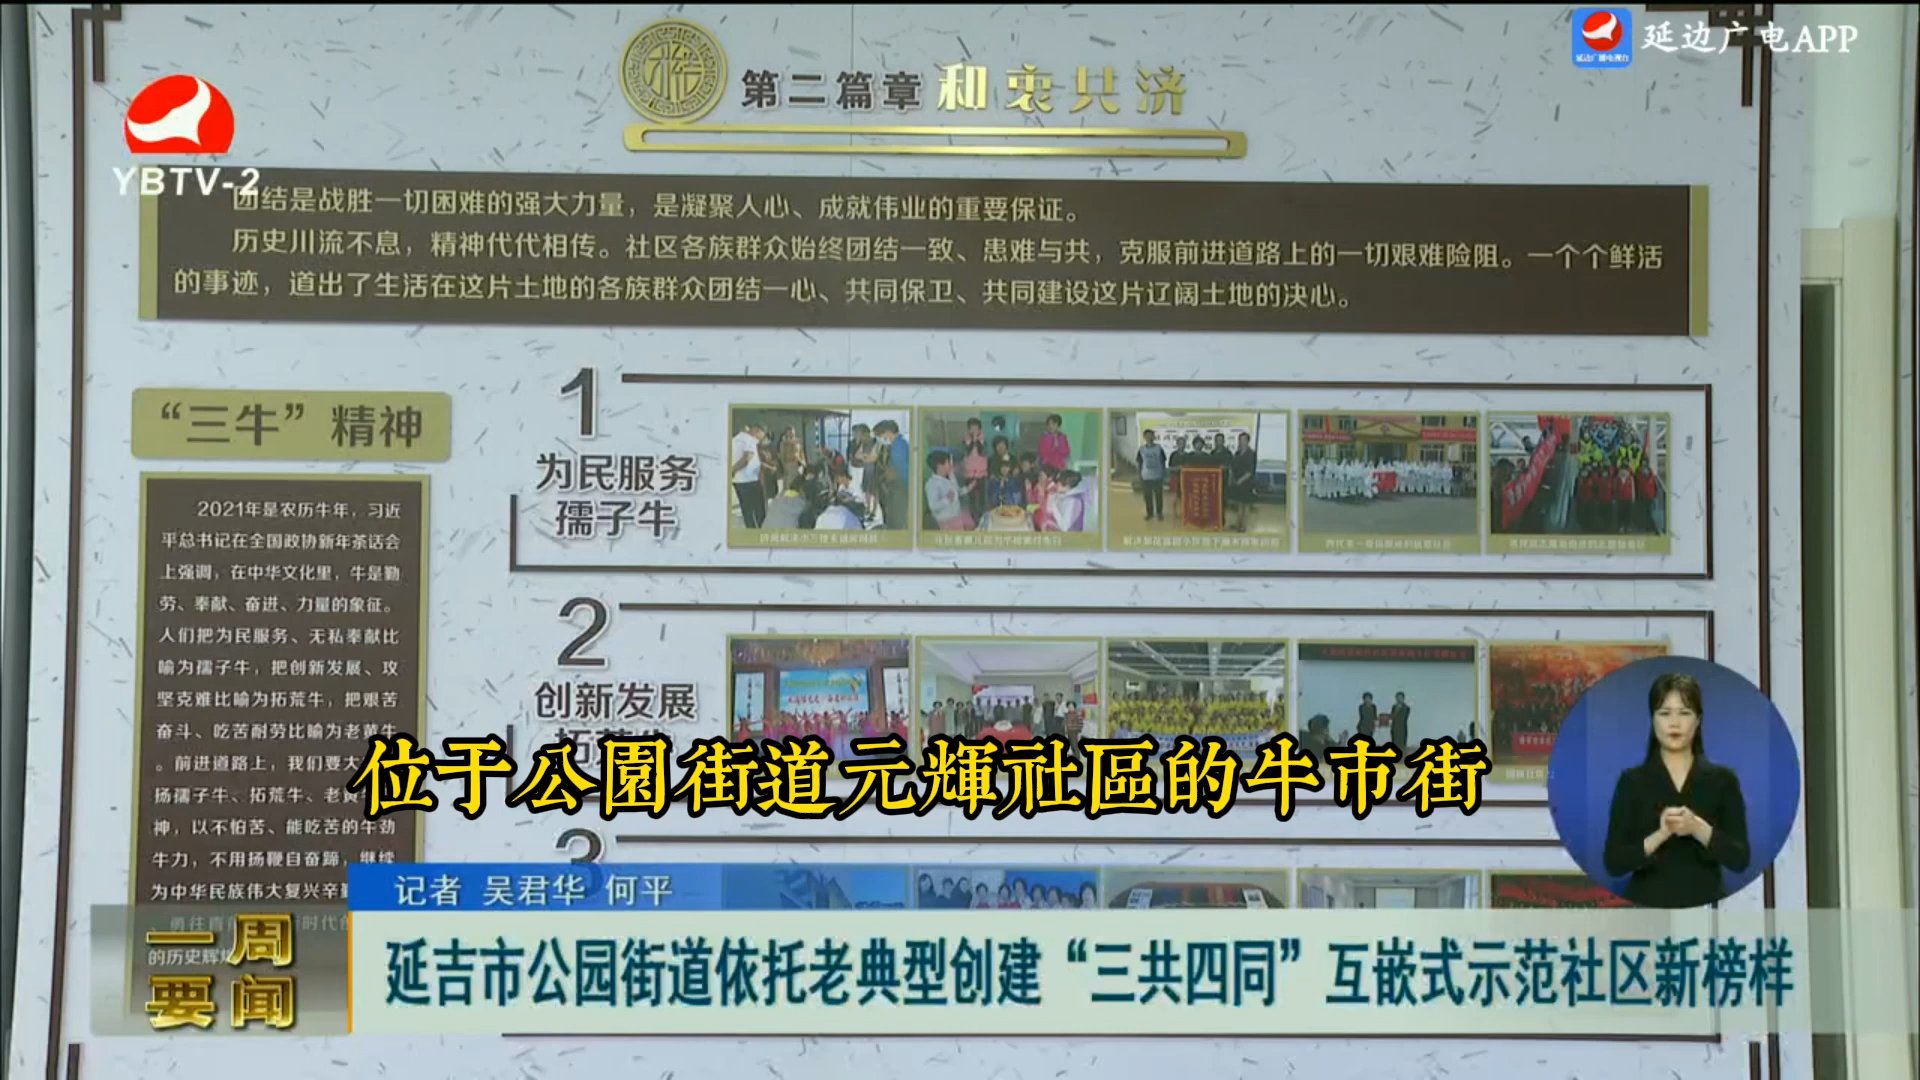 延边广电APP
YBTV-2
第二篇章 和衷共济
团结是战胜一切困难的强大力量，是凝聚人心、成就伟业的重要保证。
历史川流不息，精神代代相传。社区各族群众始终团结一致、患难与共，克服前进道路上的一切艰难险阻。一个个鲜活
的事迹，道出了生活在这片土地的各族群众团结一心、共同保卫、共同建设这片辽阔土地的决心。
“三牛”精神
2021年是农历牛年，习近
平总书记在全国政协新年茶话会
上强调，在中华文化里，牛是勤
劳、奉献、奋进、力量的象征。
人们把为民服务、无私奉献比
喻为孺子牛，把创新发展、攻
坚克难比喻为拓荒牛，把艰苦
奋斗、吃苦耐劳比喻为老黄牛
。前进道路上，我们要大
扬孺子牛、拓荒牛、老黄
神，以不怕苦、能吃苦的牛劲
牛力，不用扬鞭自奋蹄，继续
为中华民族伟大复兴辛
的历史辉
1
为民服务
孺子牛
2
创新发展
3
位于公園街道元輝社區的牛市街
记者 吴君华 何平
一周
要闻
延吉市公园街道依托老典型创建“三共四同”互嵌式示范社区新榜样